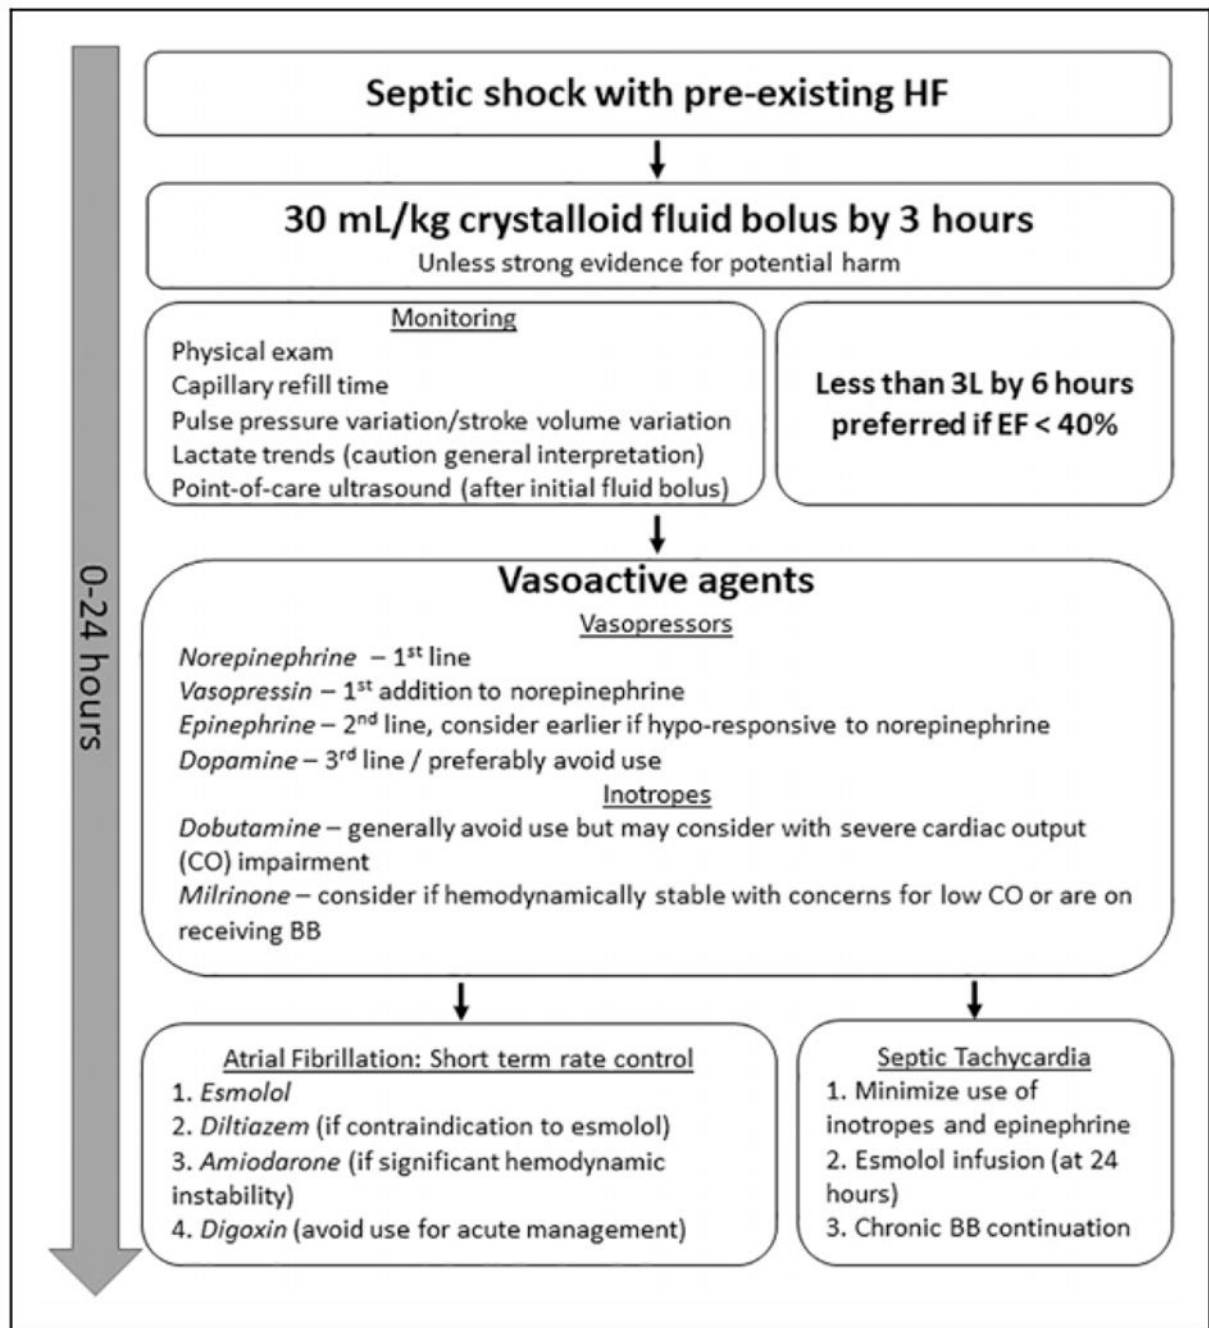 Septic shock with pre-existing HF
30 mL/kg crystalloid fluid bolus by 3 hours
Unless strong evidence for potential harm
Monitoring
Physical exam
Capillary refill time
Pulse pressure variation/stroke volume variation
Lactate trends (caution general interpretation)
Point-of-care ultrasound (after initial fluid bolus)
Less than 3L by 6 hours
preferred if EF < 40%
0-24 hours
Vasoactive agents
Vasopressors
Norepinephrine – 1st line
Vasopressin – 1st addition to norepinephrine
Epinephrine – 2nd line, consider earlier if hypo-responsive to norepinephrine
Dopamine – 3rd line / preferably avoid use
Inotropes
Dobutamine – generally avoid use but may consider with severe cardiac output
(CO) impairment
Milrinone – consider if hemodynamically stable with concerns for low CO or are on
receiving BB
Atrial Fibrillation: Short term rate control
1. Esmolol
2. Diltiazem (if contraindication to esmolol)
3. Amiodarone (if significant hemodynamic
instability)
4. Digoxin (avoid use for acute management)
Septic Tachycardia
1. Minimize use of
inotropes and epinephrine
2. Esmolol infusion (at 24
hours)
3. Chronic BB continuation